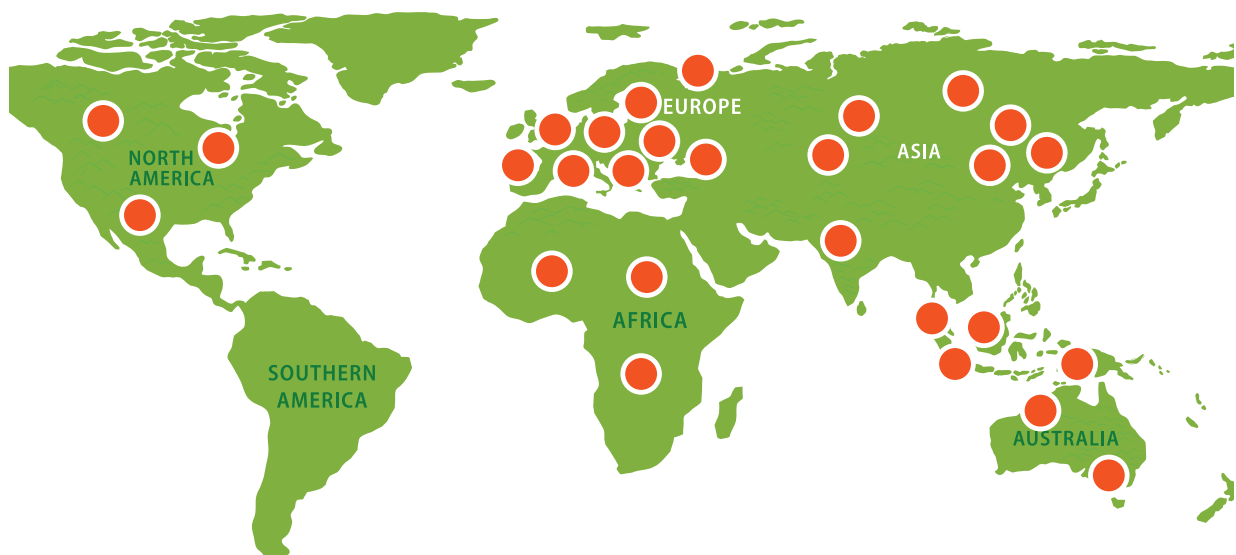 NORTH
AMERICA
EUROPE
ASIA
AFRICA
SOUTHERN
AMERICA
AUSTRALIA